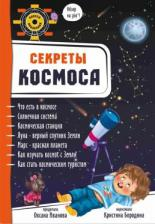 СЕКРЕТЫ
КОСМОСА
Что есть в космосе
Солнечная система
Космическая станция
Луна - верный спутник Земли
Марс - красная планета
Как изучать космос с Земли
Как стать космическим туристом
Оксана Иванова
Кристина Бородина